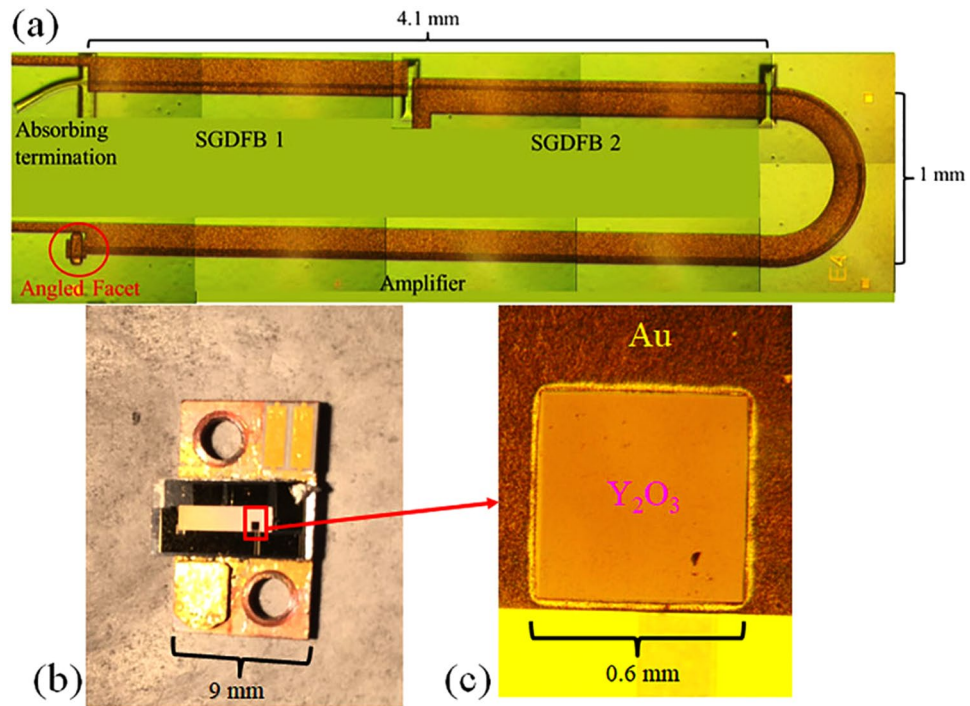 (a)
4.1 mm
Absorbing
termination
SGDFB 1
SGDFB 2
1 mm
Angled Facet
Amplifier
E4
(b)
9 mm
Au
Y₂O₃
(c)
0.6 mm